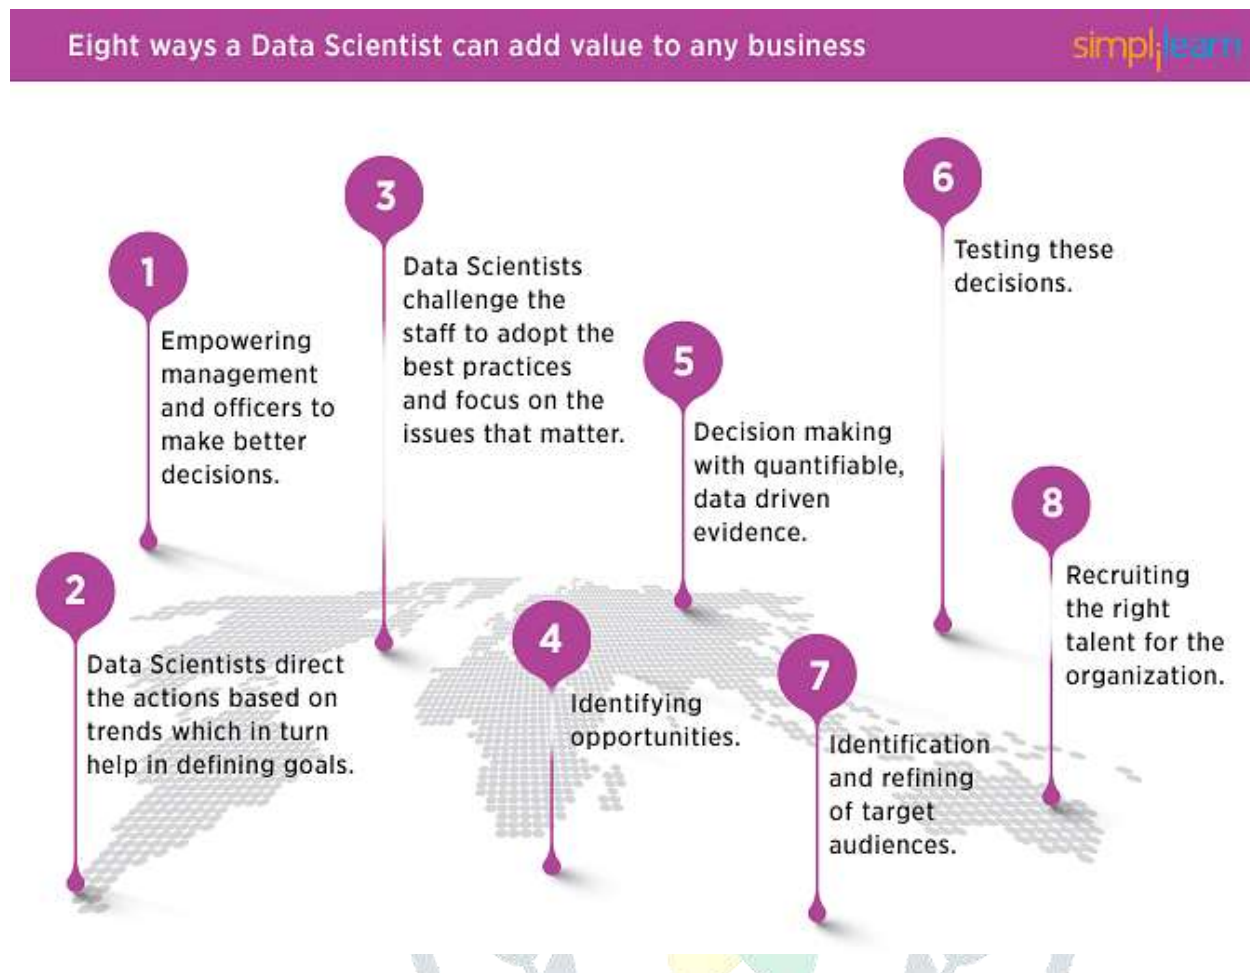 Eight ways a Data Scientist can add value to any business
simplilearn
1
Empowering
management
and officers to
make better
decisions.
2
Data Scientists direct
the actions based on
trends which in turn
help in defining goals.
3
Data Scientists
challenge the
staff to adopt the
best practices
and focus on the
issues that matter.
4
Identifying
opportunities.
5
Decision making
with quantifiable,
data driven
evidence.
6
Testing these
decisions.
7
Identification
and refining
of target
audiences.
8
Recruiting
the right
talent for the
organization.